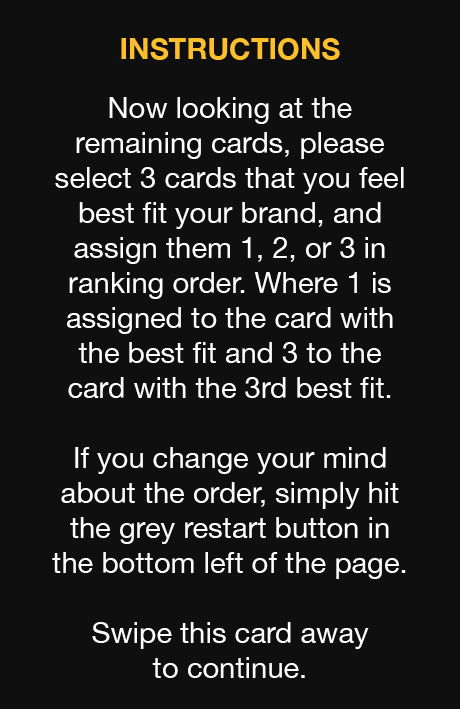 INSTRUCTIONS
Now looking at the
remaining cards, please
select 3 cards that you feel
best fit your brand, and
assign them 1, 2, or 3 in
ranking order. Where 1 is
assigned to the card with
the best fit and 3 to the
card with the 3rd best fit.
If you change your mind
about the order, simply hit
the grey restart button in
the bottom left of the page.
Swipe this card away
to continue.